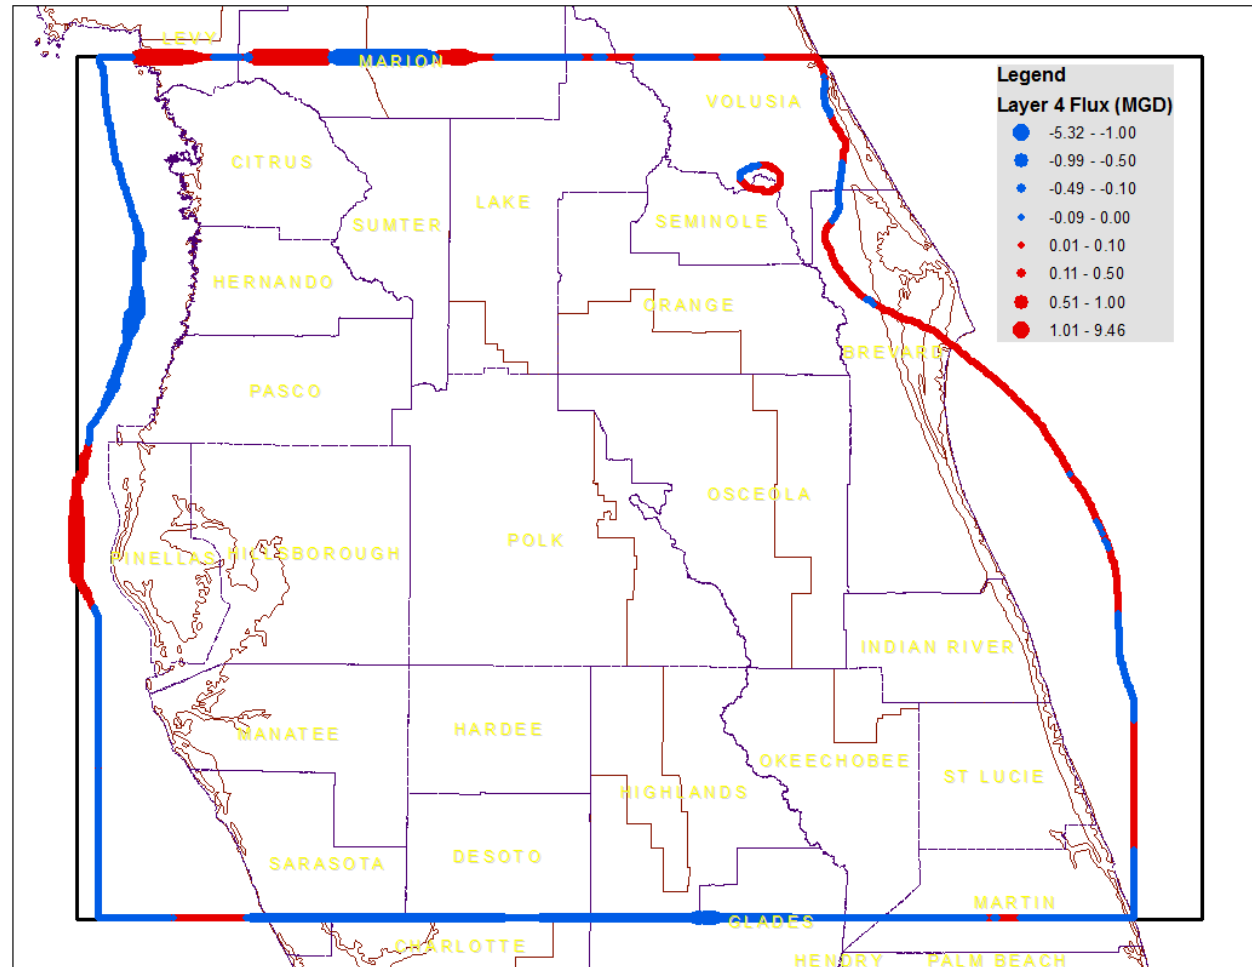 LEVY
MARION
Legend
Layer 4 Flux (MGD)
-5.32 - -1.00
-0.99 - -0.50
-0.49 - -0.10
-0.09 - 0.00
0.01 - 0.10
0.11 - 0.50
0.51 - 1.00
1.01 - 9.46
VOLUSIA
CITRUS
LAKE
SUMTER
SEMINOLE
HERNANDO
ORANGE
BREVARD
PASCO
OSCEOLA
POLK
PINELLAS
HILLSBOROUGH
INDIAN RIVER
MANATEE
HARDEE
OKEECHOBEE
ST LUCIE
HIGHLANDS
SARASOTA
DESOTO
MARTIN
GLADES
CHARLOTTE
HENDRY
PALM BEACH